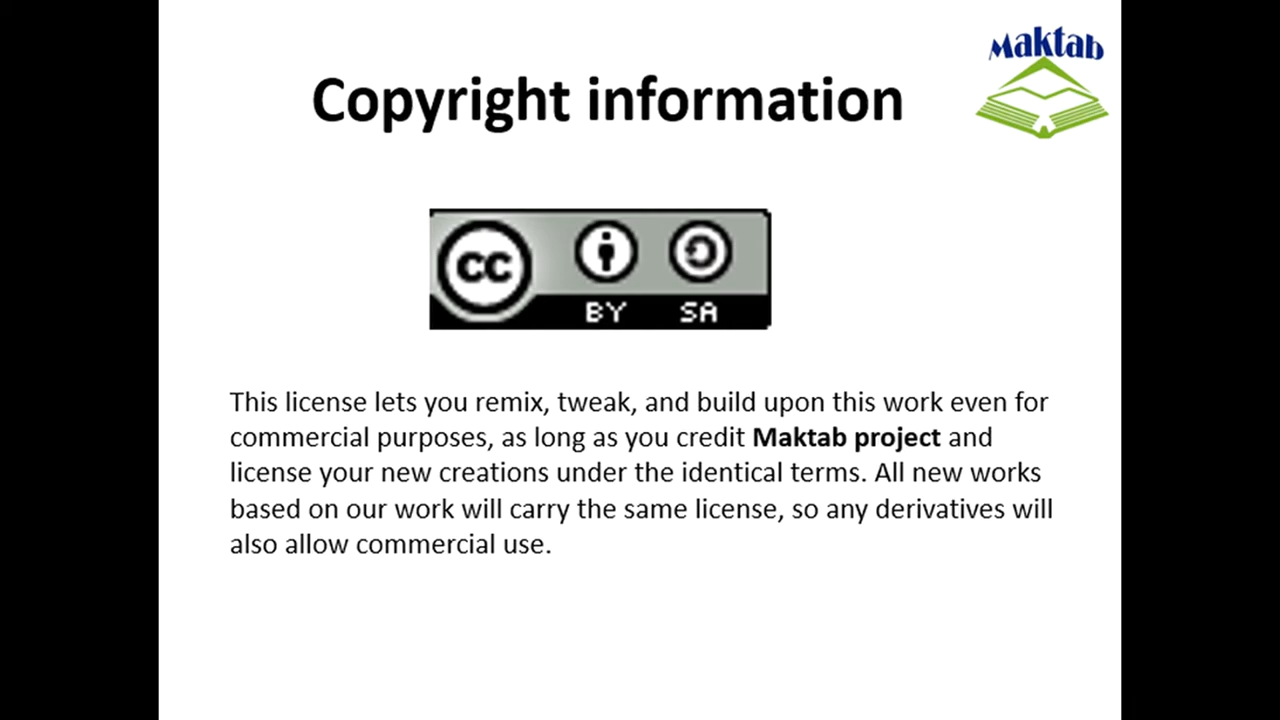 Maktab
Copyright information
CC
BY SA
This license lets you remix, tweak, and build upon this work even for
commercial purposes, as long as you credit Maktab project and
license your new creations under the identical terms. All new works
based on our work will carry the same license, so any derivatives will
also allow commercial use.